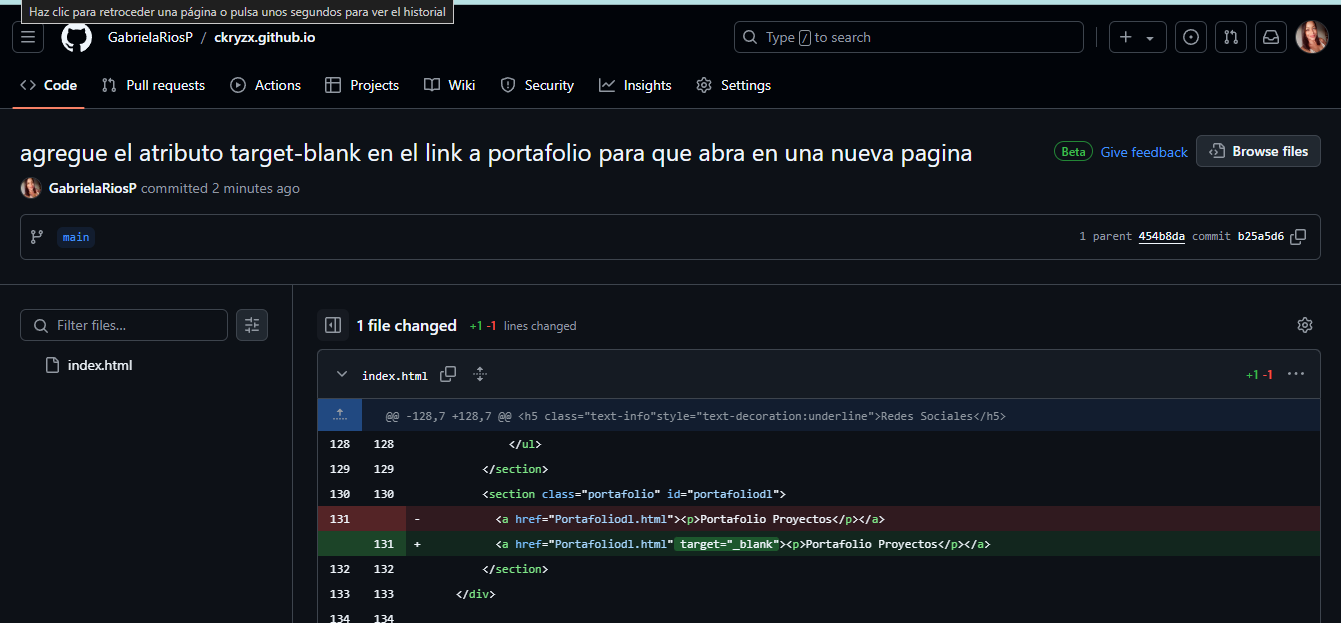 Haz clic para retroceder una página o pulsa unos segundos para ver el historial
GabrielaRiosP / ckryzx.github.io
Type / to search
Code Pull requests Actions Projects Wiki Security Insights Settings
agregue el atributo target-blank en el link a portafolio para que abra en una nueva pagina
Beta Give feedback Browse files
GabrielaRiosP committed 2 minutes ago
main
1 parent 454b8da commit b25a5d6
Filter files...
index.html
1 file changed +1 -1 lines changed
index.html
+1 -1
@@ -128,7 +128,7 @@ <h5 class="text-info"style="text-decoration:underline">Redes Sociales</h5>
128 128 </ul>
129 129 </section>
130 130 <section class="portafolio" id="portafoliodl">
131 - <a href="Portafoliodl.html"><p>Portafolio Proyectos</p></a>
131 + <a href="Portafoliodl.html" target="_blank"><p>Portafolio Proyectos</p></a>
132 132 </section>
133 133 </div>
134 134